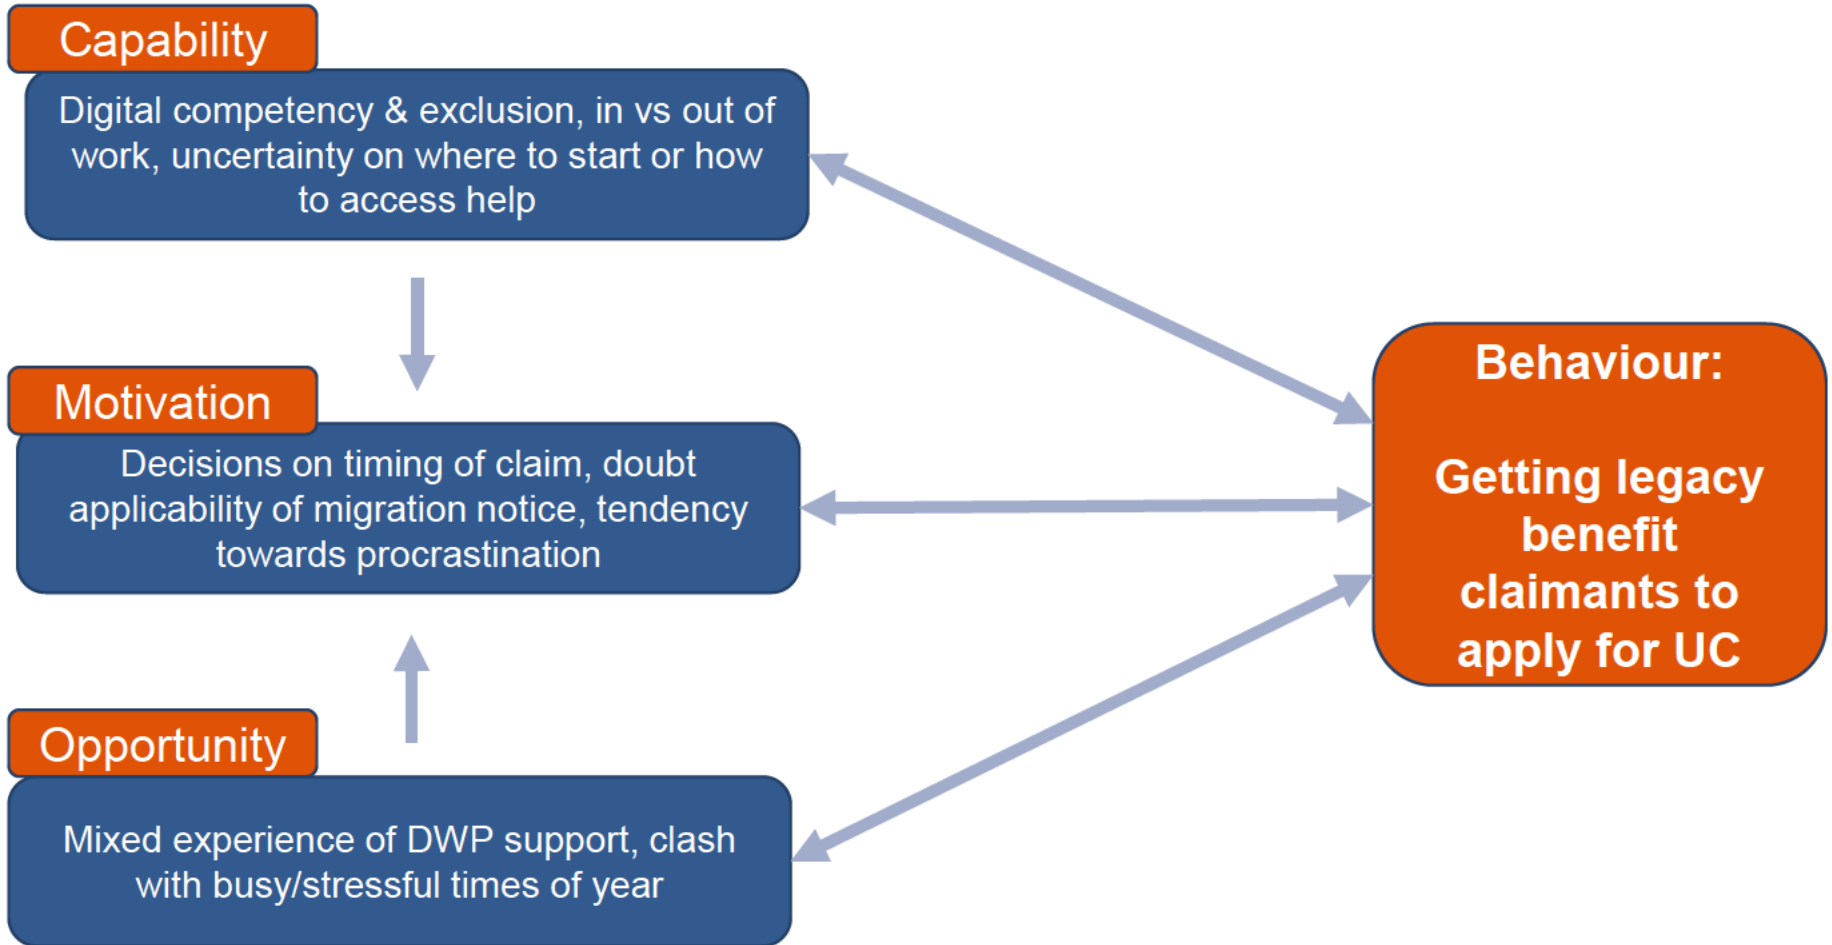 Capability
Digital competency & exclusion, in vs out of
work, uncertainty on where to start or how
to access help
Motivation
Decisions on timing of claim, doubt
applicability of migration notice, tendency
towards procrastination
Opportunity
Mixed experience of DWP support, clash
with busy/stressful times of year
Behaviour:
Getting legacy
benefit
claimants to
apply for UC